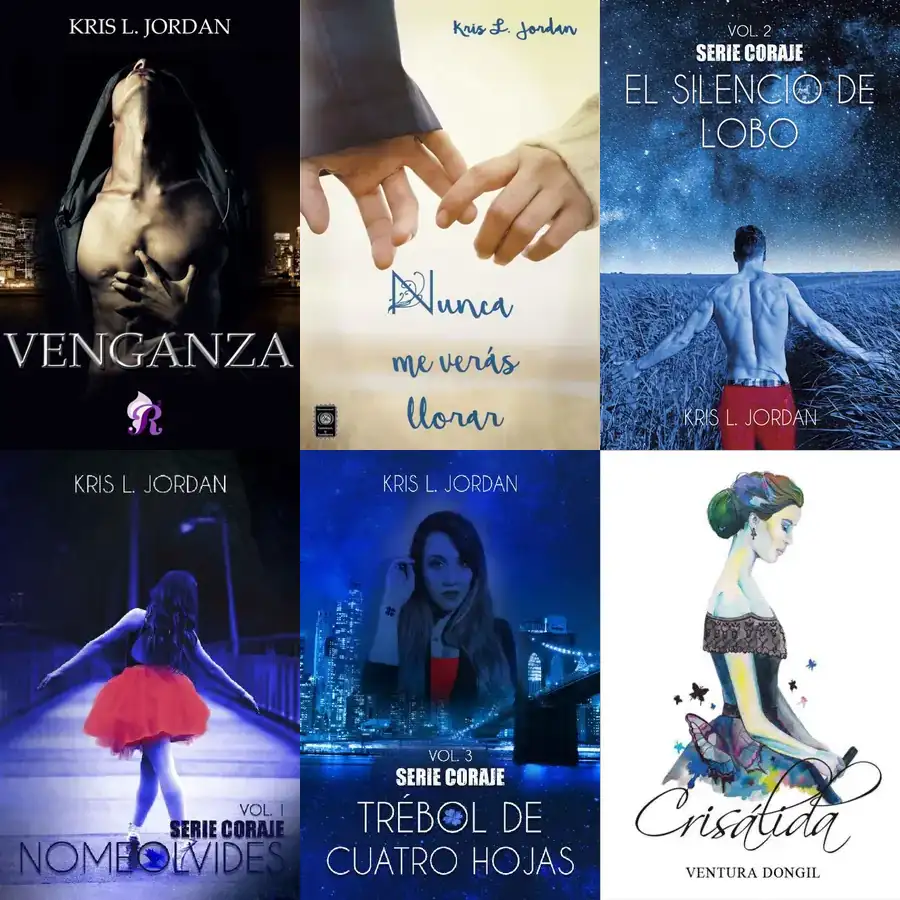 KRIS L. JORDAN
VENGANZA
R
Kris L. Jordan
Nunca
me verás
llorar
VOL. 2
SERIE CORAJE
EL SILENCIO DE
LOBO
KRIS L. JORDAN
KRIS L. JORDAN
VOL. 1
SERIE CORAJE
NOMEOLVIDES
KRIS L. JORDAN
VOL. 3
SERIE CORAJE
TRÉBOL DE
CUATRO HOJAS
Crisálida
VENTURA DONGIL